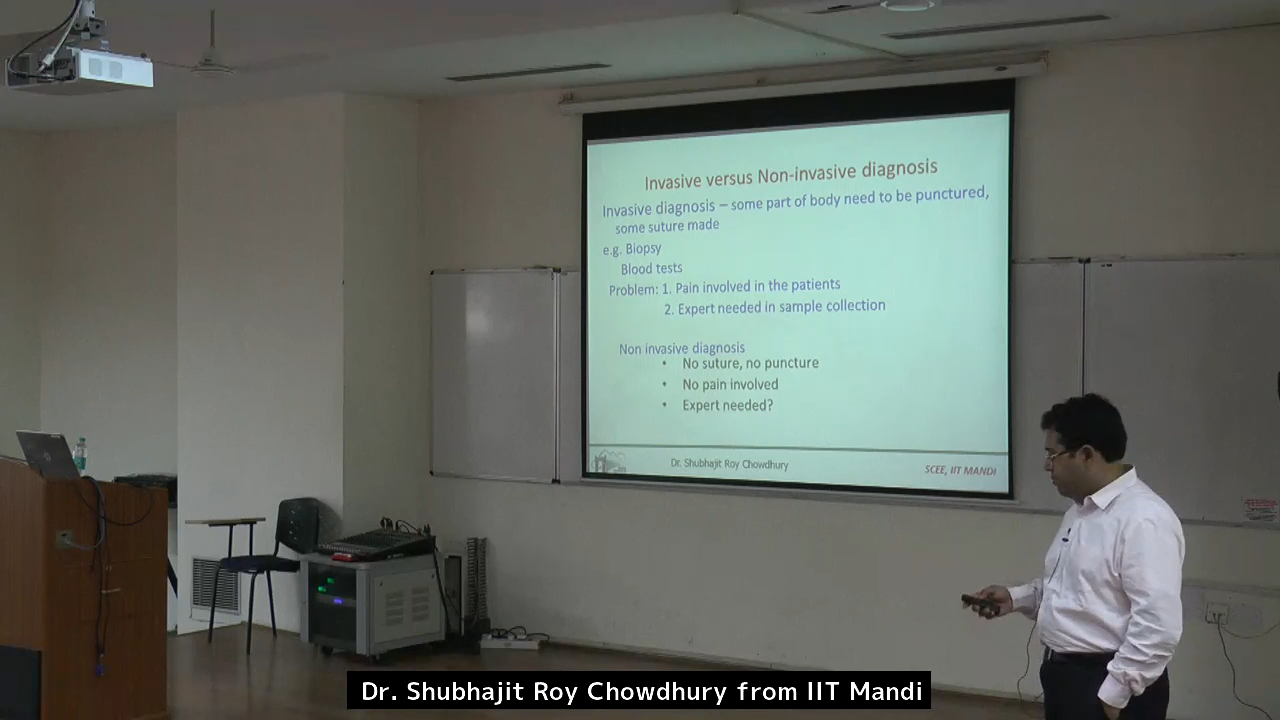 Invasive versus Non-invasive diagnosis
Invasive diagnosis – some part of body need to be punctured,
some suture made
e.g. Biopsy
Blood tests
Problem: 1. Pain involved in the patients
2. Expert needed in sample collection
Non invasive diagnosis
• No suture, no puncture
• No pain involved
• Expert needed?
Dr. Shubhajit Roy Chowdhury
SCEE, IIT MANDI
Dr. Shubhajit Roy Chowdhury from IIT Mandi